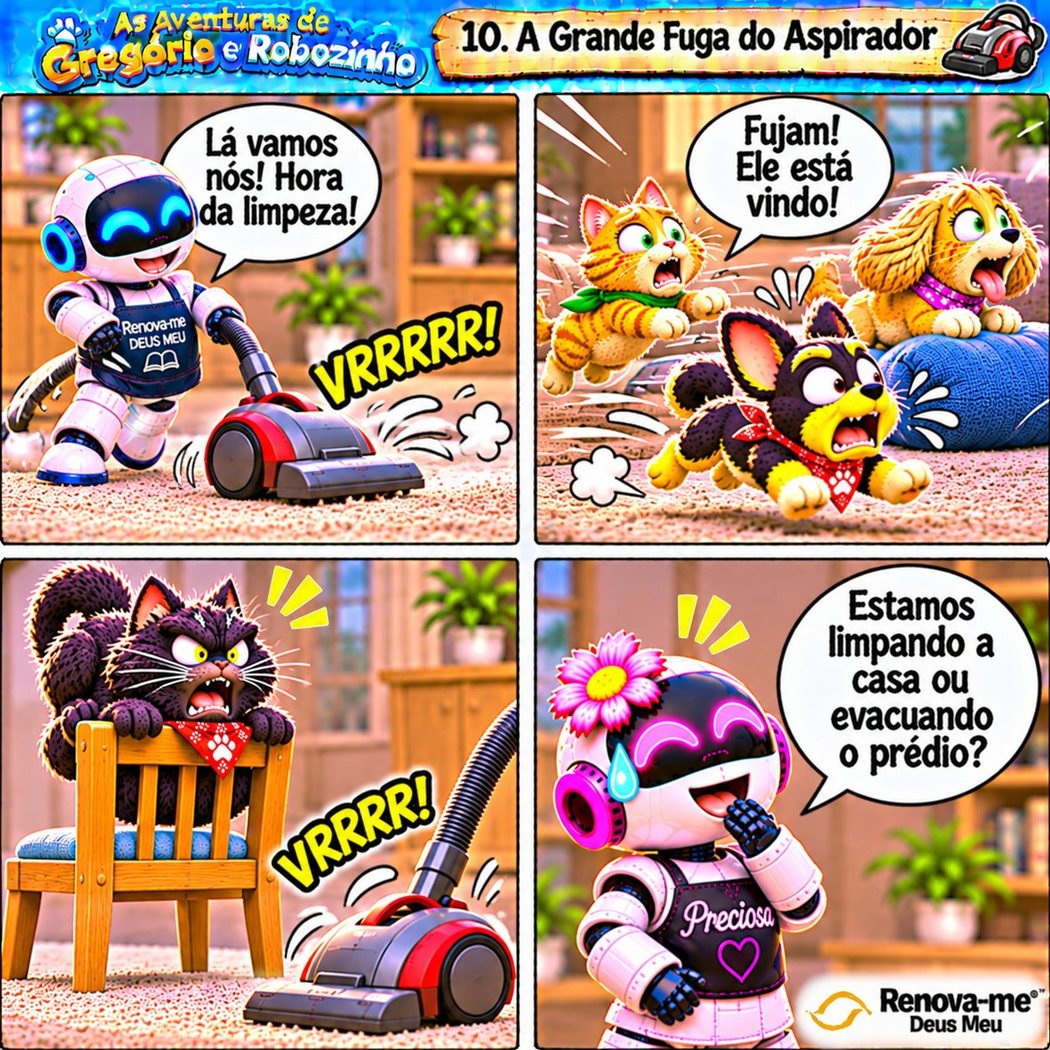 As Aventuras de
Gregório e Robozinho
10. A Grande Fuga do Aspirador
Lá vamos
nós! Hora
da limpeza!
Renova-me
DEUS MEU
VRRRRR!
Fujam!
Ele está
vindo!
VRRRR!
Estamos
limpando a
casa ou
evacuando
o prédio?
Preciosa
Renova-me®™
Deus Meu